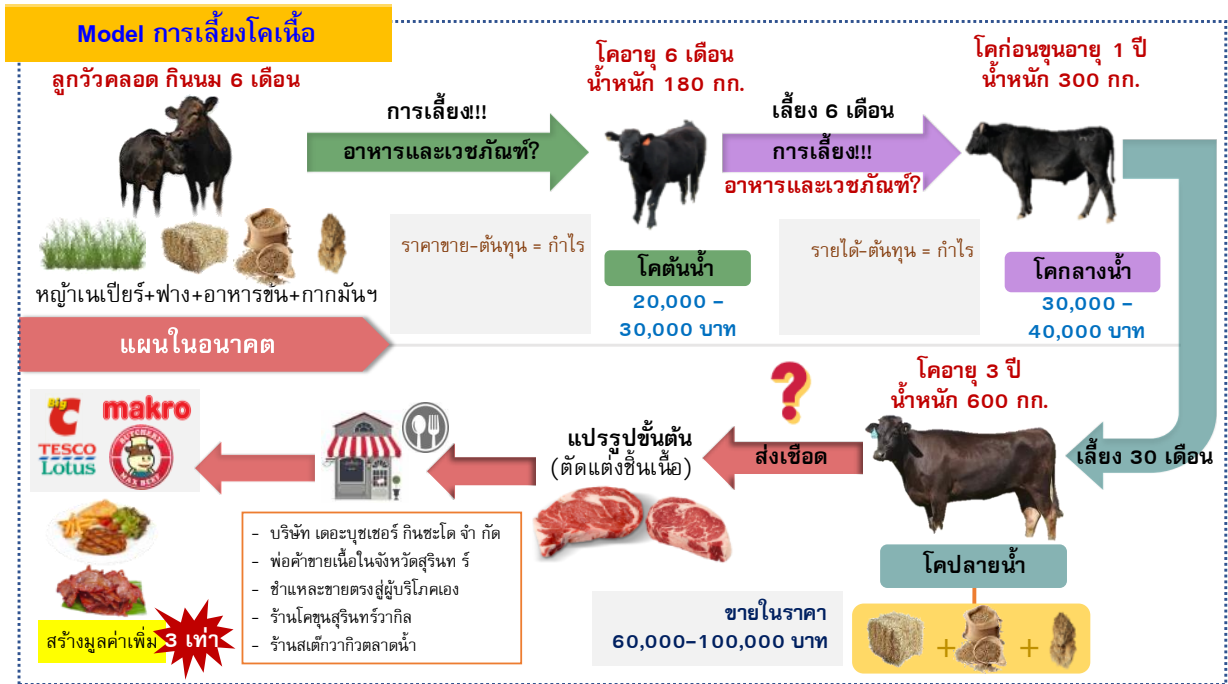 Model การเลี้ยงโคเนื้อ
ลูกวัวคลอด กินนม 6 เดือน
การเลี้ยง!!!
อาหารและเวชภัณฑ์?
โคอายุ 6 เดือน
น้ำหนัก 180 กก.
เลี้ยง 6 เดือน
การเลี้ยง!!!
อาหารและเวชภัณฑ์?
โคก่อนขุนอายุ 1 ปี
น้ำหนัก 300 กก.
หญ้าเนเปียร์+ฟาง+อาหารข้น+กากมันฯ
ราคาขาย-ต้นทุน = กำไร
โคต้นน้ำ
20,000 –
30,000 บาท
รายได้-ต้นทุน = กำไร
โคกลางน้ำ
30,000 –
40,000 บาท
แผนในอนาคต
โคอายุ 3 ปี
น้ำหนัก 600 กก.
เลี้ยง 30 เดือน
?
ส่งเชือด
แปรรูปขั้นต้น
(ตัดแต่งชิ้นเนื้อ)
Big C
makro
TESCO
Lotus
BUTCHERY
MAX BEEF
- บริษัท เดอะบุชเชอร์ กินซะโด จำ กัด
- พ่อค้าขายเนื้อในจังหวัดสุรินท ร์
- ชำแหละขายตรงสู่ผู้บริโภคเอง
- ร้านโคขุนสุรินทร์วากิล
- ร้านสเต๊กวากิวตลาดน้ำ
สร้างมูลค่าเพิ่ม 3 เท่า
โคปลายน้ำ
ขายในราคา
60,000–100,000 บาท
+ +